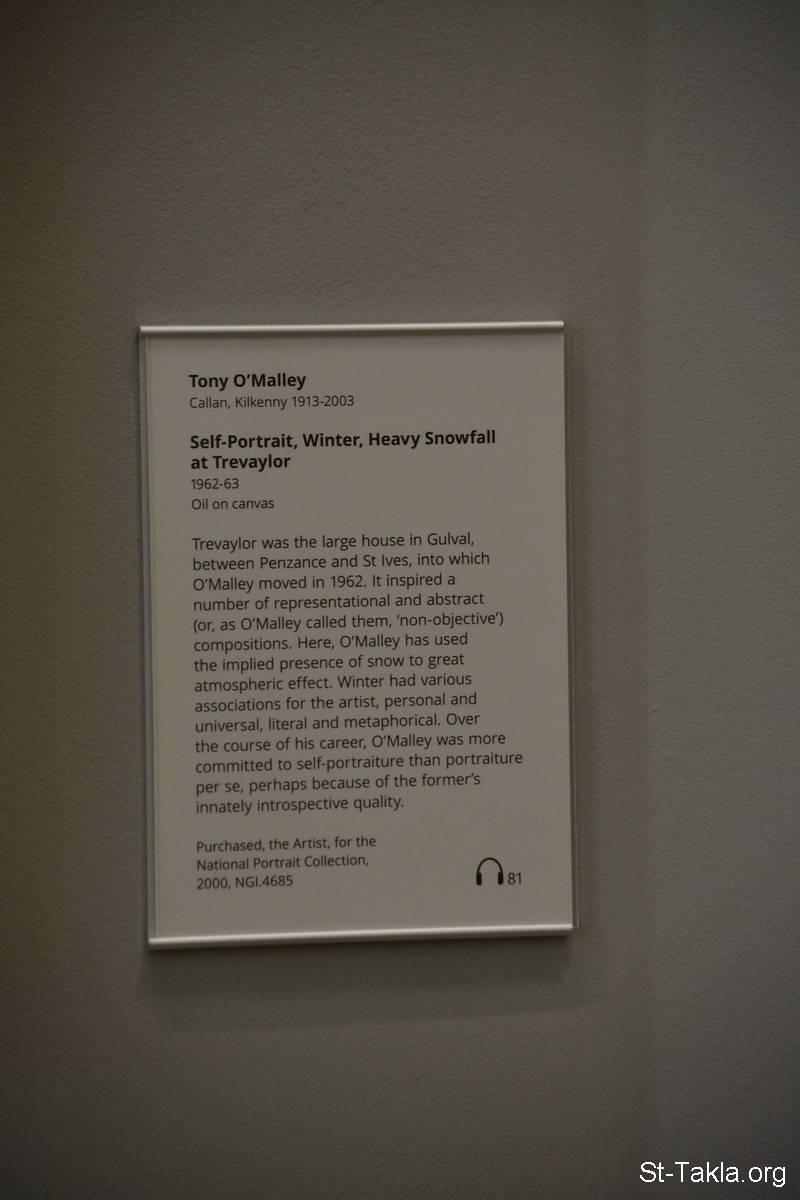 Tony O’Malley
Callan, Kilkenny 1913-2003
Self-Portrait, Winter, Heavy Snowfall
at Trevaylor
1962-63
Oil on canvas
Trevaylor was the large house in Gulval,
between Penzance and St Ives, into which
O’Malley moved in 1962. It inspired a
number of representational and abstract
(or, as O’Malley called them, ‘non-objective’)
compositions. Here, O’Malley has used
the implied presence of snow to great
atmospheric effect. Winter had various
associations for the artist, personal and
universal, literal and metaphorical. Over
the course of his career, O’Malley was more
committed to self-portraiture than portraiture
per se, perhaps because of the former’s
innately introspective quality.
Purchased, the Artist, for the
National Portrait Collection,
2000, NGI.4685
81
St-Takla.org